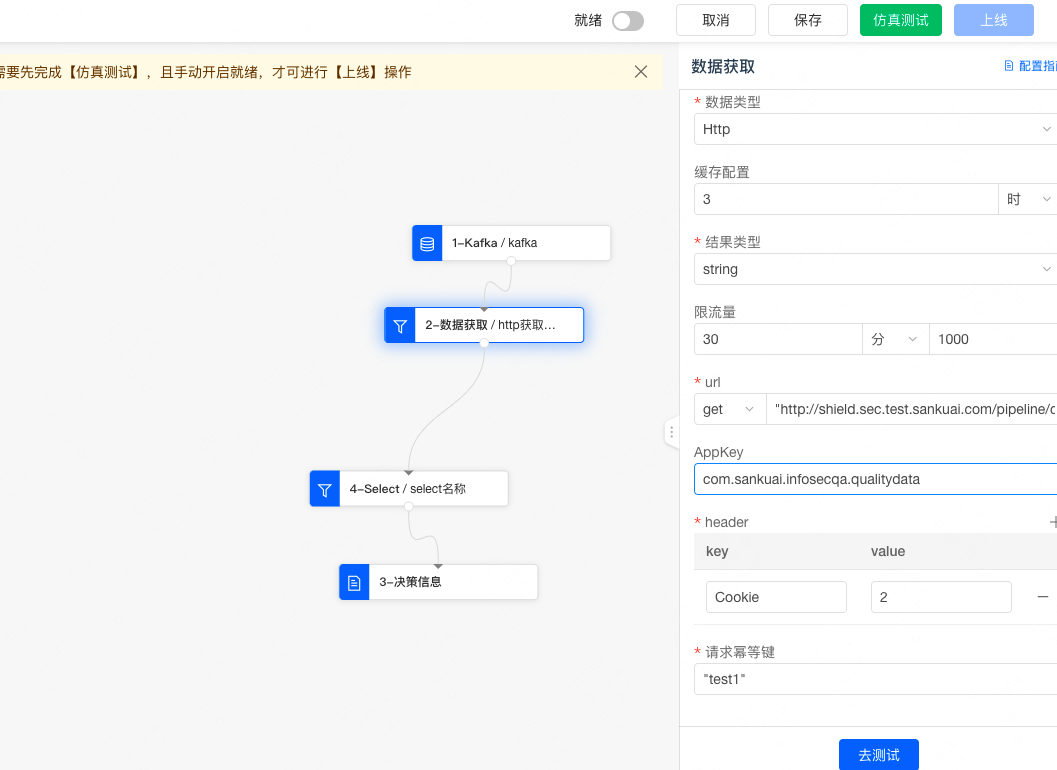 就绪
取消
保存
仿真测试
上线
需要先完成【仿真测试】，且手动开启就绪，才可进行【上线】操作
1-Kafka / kafka
2-数据获取 / http获取...
4-Select / select名称
3-决策信息
数据获取
配置指
* 数据类型
Http
缓存配置
3 时
* 结果类型
string
限流量
30 分 1000
* url
get "http://shield.sec.test.sankuai.com/pipeline/c
AppKey
com.sankuai.infosecqa.qualitydata
* header
key value
Cookie 2
* 请求幂等键
"test1"
去测试